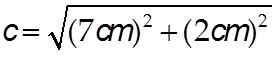 c = √((7cm)² + (2cm)²)